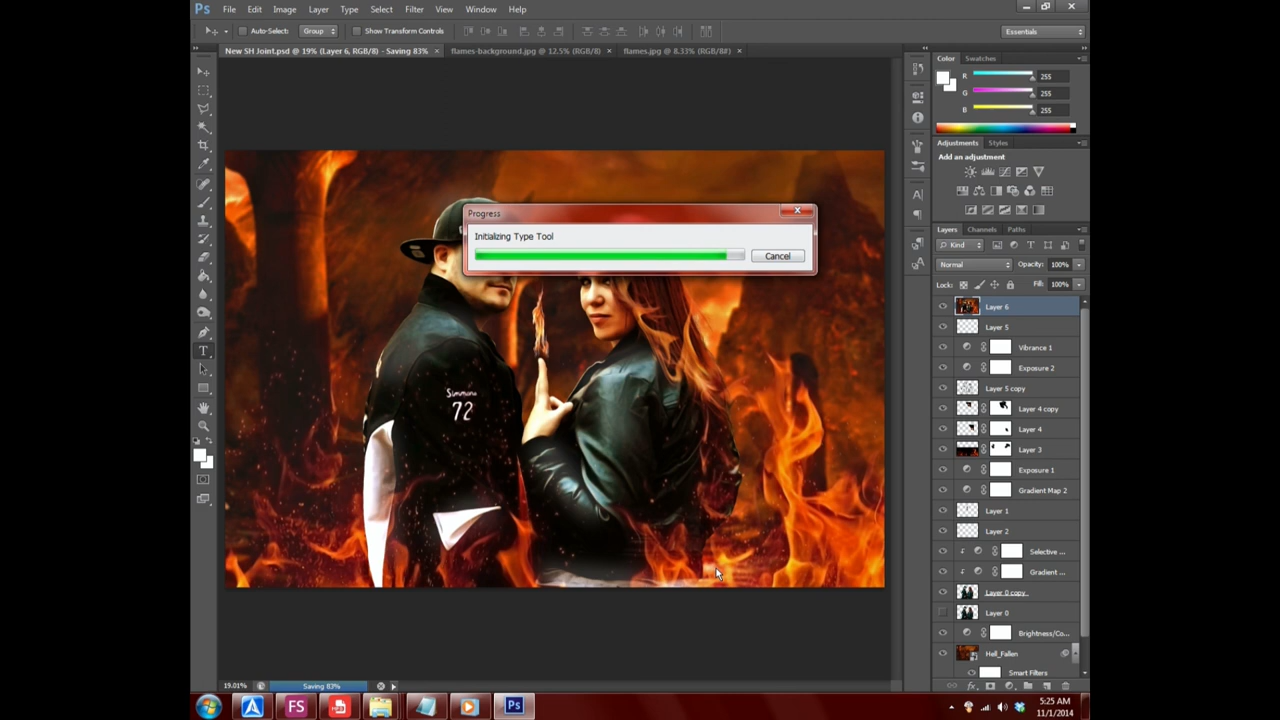 Ps File Edit Image Layer Type Select Filter View Window Help
Auto-Select: Group Show Transform Controls Essentials
New SH Joint.psd @ 19% (Layer 6, RGB/8) - Saving 83% × flames-background.jpg @ 12.5% (RGB/8) × flames.jpg @ 8.33% (RGB/8#) ×
Color Swatches
R 255
G 255
B 255
Adjustments Styles
Add an adjustment
Progress
Initializing Type Tool
Cancel
Simmons
72
Layers Channels Paths
Kind
Normal Opacity: 100%
Lock: Fill: 100%
Layer 6
Layer 5
Vibrance 1
Exposure 2
Layer 5 copy
Layer 4 copy
Layer 4
Layer 3
Exposure 1
Gradient Map 2
Layer 1
Layer 2
Selective ...
Gradient ...
Layer 0 copy
Layer 0
Brightness/Co...
Hell_Fallen
Smart Filters
fx
19.01% Saving 83%
FS
Ps
5:25 AM
11/1/2014